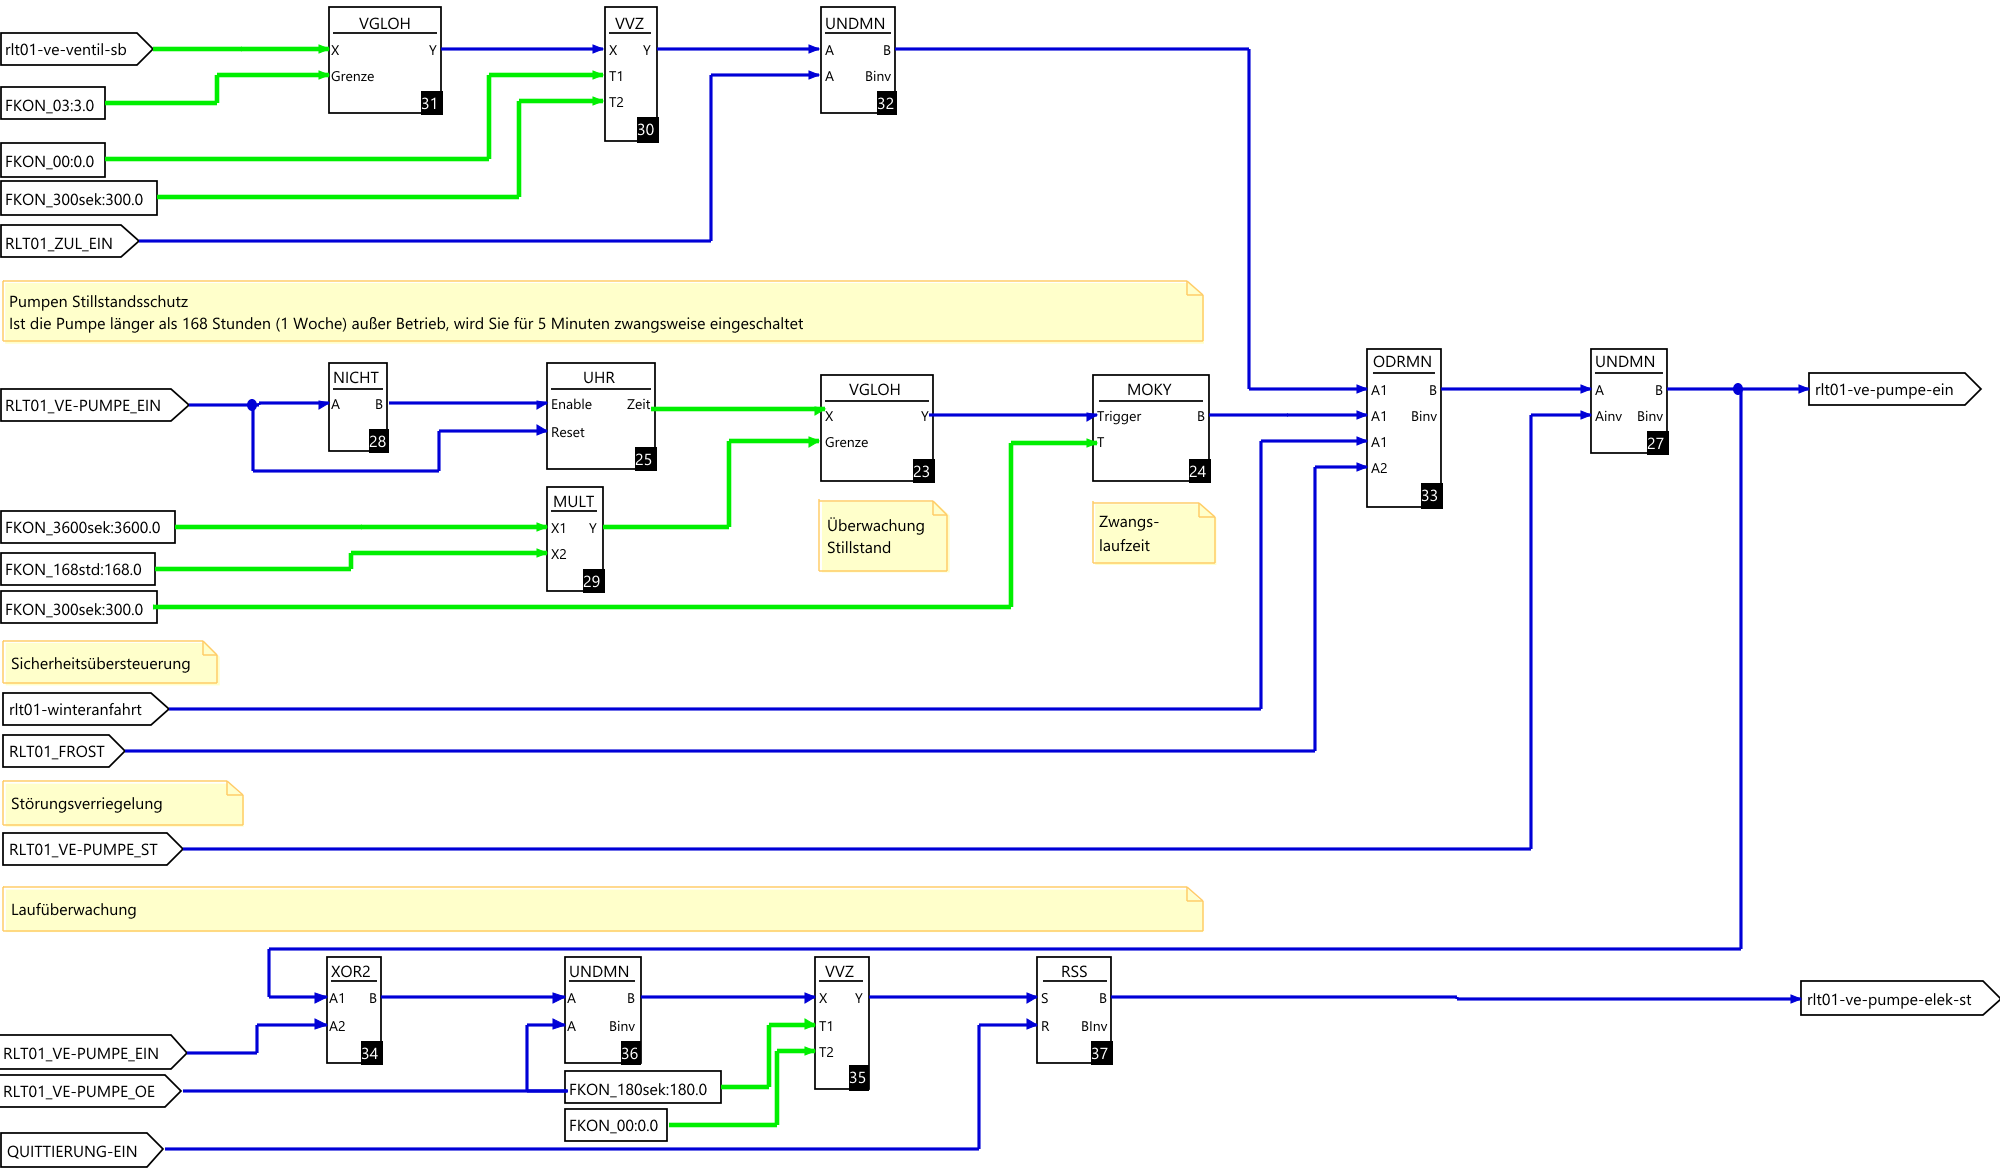 VGLOH
VVZ
UNDMN
rlt01-ve-ventil-sb
X
Y
X
Y
A
B
Grenze
T1
A
Binv
FKON_03:3.0
31
T2
32
30
FKON_00:0.0
FKON_300sek:300.0
RLT01_ZUL_EIN
Pumpen Stillstandsschutz
Ist die Pumpe länger als 168 Stunden (1 Woche) außer Betrieb, wird Sie für 5 Minuten zwangsweise eingeschaltet
NICHT
UHR
VGLOH
MOKY
ODRMN
UNDMN
RLT01_VE-PUMPE_EIN
A
B
Enable
Zeit
X
Y
Trigger
B
A1
B
A
B
rlt01-ve-pumpe-ein
28
Reset
25
Grenze
23
T
24
A1
Binv
A1
A2
33
Ainv
Binv
27
MULT
FKON_3600sek:3600.0
X1
Y
Überwachung
Stillstand
Zwangs-
laufzeit
FKON_168std:168.0
X2
29
FKON_300sek:300.0
Sicherheitsübersteuerung
rlt01-winteranfahrt
RLT01_FROST
Störungsverriegelung
RLT01_VE-PUMPE_ST
Laufüberwachung
XOR2
UNDMN
VVZ
RSS
A1
B
A
B
X
Y
S
B
rlt01-ve-pumpe-elek-st
A2
A
Binv
T1
R
BInv
RLT01_VE-PUMPE_EIN
34
36
T2
37
35
RLT01_VE-PUMPE_OE
FKON_180sek:180.0
FKON_00:0.0
QUITTIERUNG-EIN